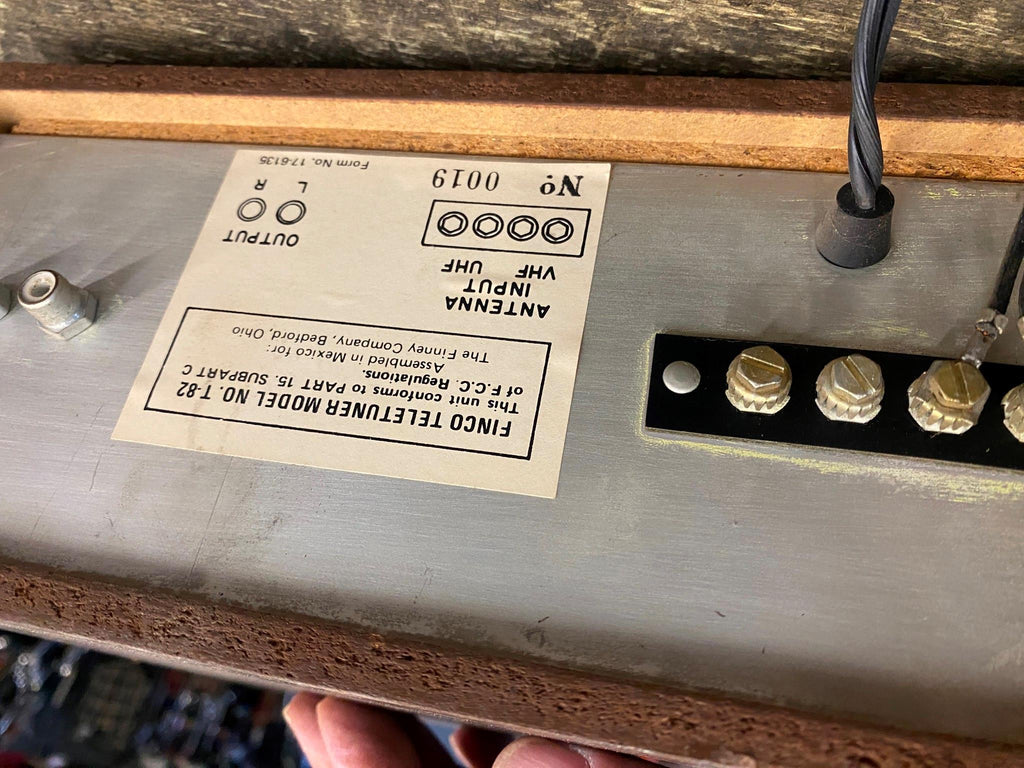 FINCO TELETUNER MODEL NO. T-82
This unit conforms to PART 15. SUBPART C
of F.C.C. Regulations.
Assembled in Mexico for:
The Finney Company, Bedford, Ohio
ANTENNA
INPUT
VHF UHF
OUTPUT
L R
No. 0019
Form No. 17-6135